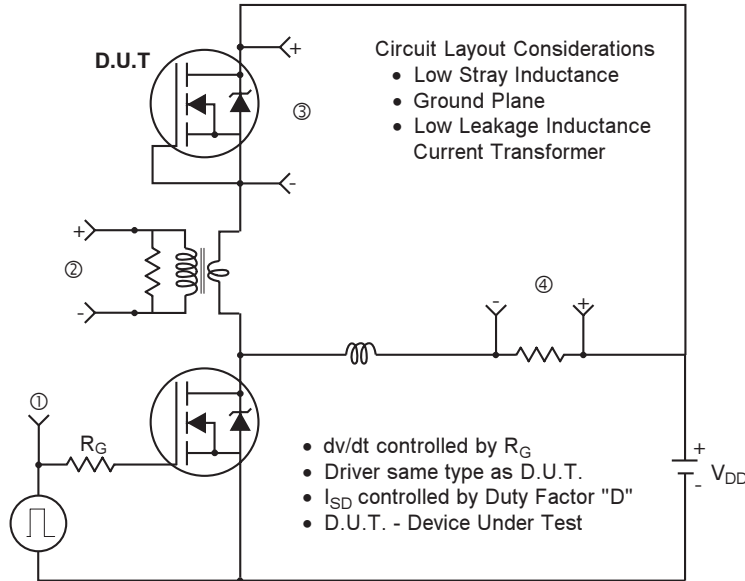 D.U.T
+
Circuit Layout Considerations
• Low Stray Inductance
• Ground Plane
• Low Leakage Inductance
Current Transformer
③
-
+
②
-
-
④
+
①
R_G
• dv/dt controlled by R_G
• Driver same type as D.U.T.
• I_SD controlled by Duty Factor "D"
• D.U.T. - Device Under Test
+
V_DD
-